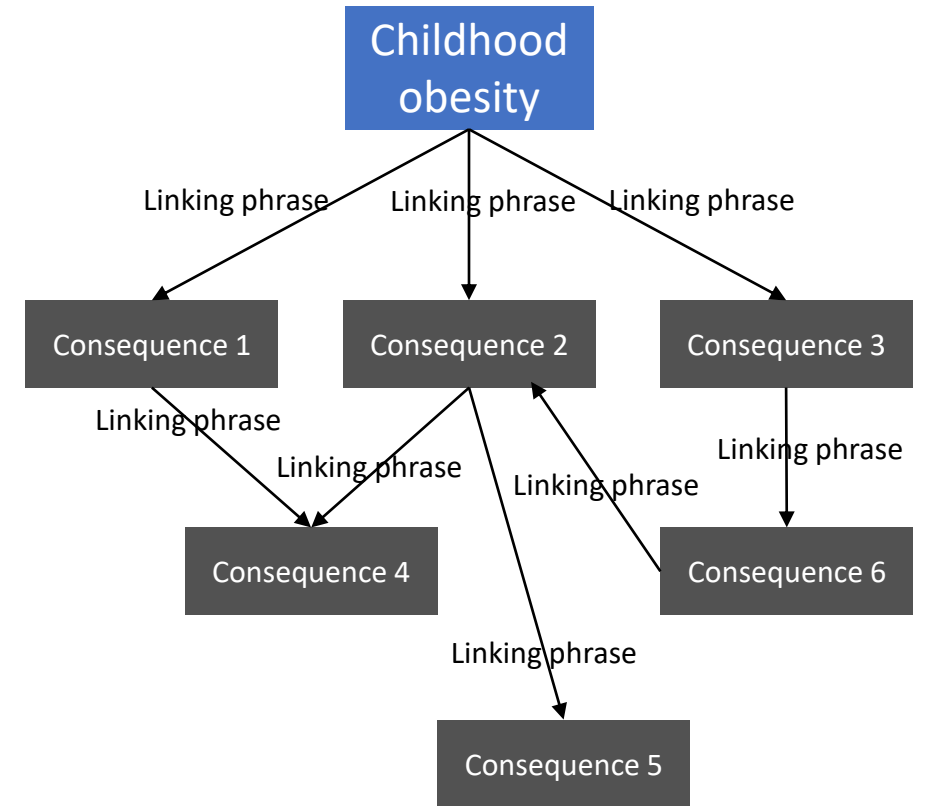 Childhood
obesity
Linking phrase
Linking phrase
Linking phrase
Consequence 1
Consequence 2
Consequence 3
Linking phrase
Linking phrase
Linking phrase
Linking phrase
Consequence 4
Consequence 6
Linking phrase
Consequence 5